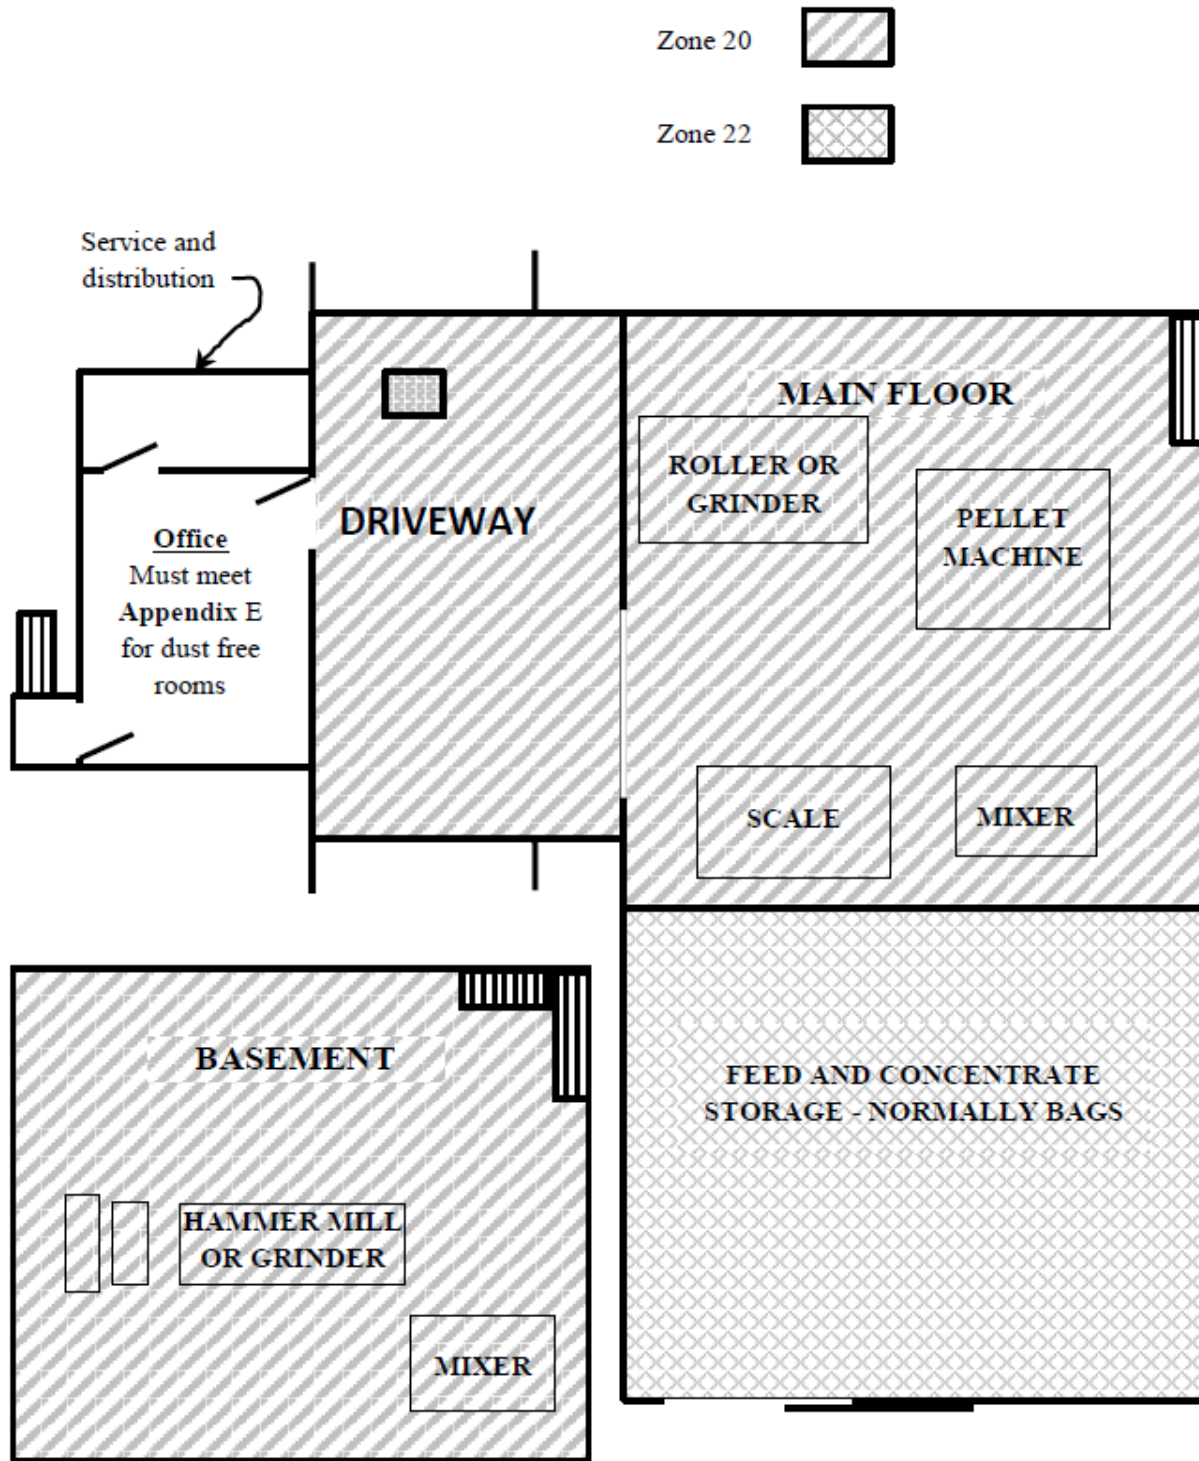 Zone 20
Zone 22
Service and
distribution
MAIN FLOOR
ROLLER OR
GRINDER
PELLET
MACHINE
DRIVEWAY
Office
Must meet
Appendix E
for dust free
rooms
SCALE
MIXER
BASEMENT
FEED AND CONCENTRATE
STORAGE - NORMALLY BAGS
HAMMER MILL
OR GRINDER
MIXER